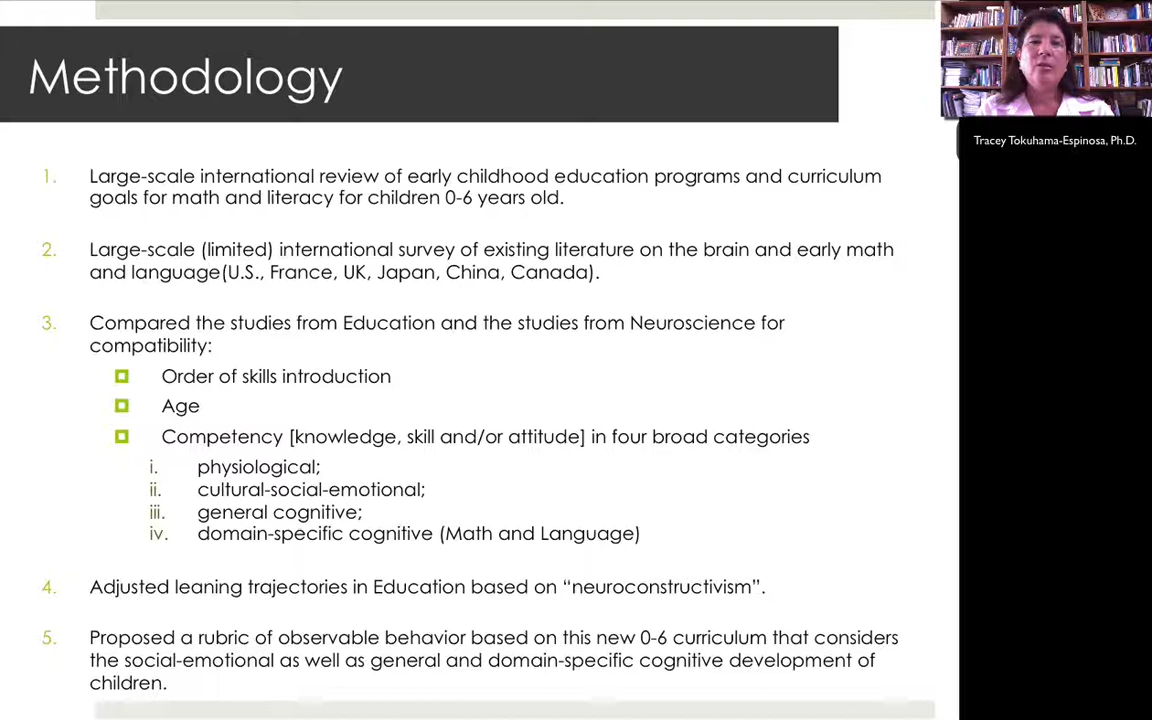 Methodology
Tracey Tokuhama-Espinosa, Ph.D.
1. Large-scale international review of early childhood education programs and curriculum
goals for math and literacy for children 0-6 years old.
2. Large-scale (limited) international survey of existing literature on the brain and early math
and language(U.S., France, UK, Japan, China, Canada).
3. Compared the studies from Education and the studies from Neuroscience for
compatibility:
Order of skills introduction
Age
Competency [knowledge, skill and/or attitude] in four broad categories
i. physiological;
ii. cultural-social-emotional;
iii. general cognitive;
iv. domain-specific cognitive (Math and Language)
4. Adjusted leaning trajectories in Education based on “neuroconstructivism”.
5. Proposed a rubric of observable behavior based on this new 0-6 curriculum that considers
the social-emotional as well as general and domain-specific cognitive development of
children.